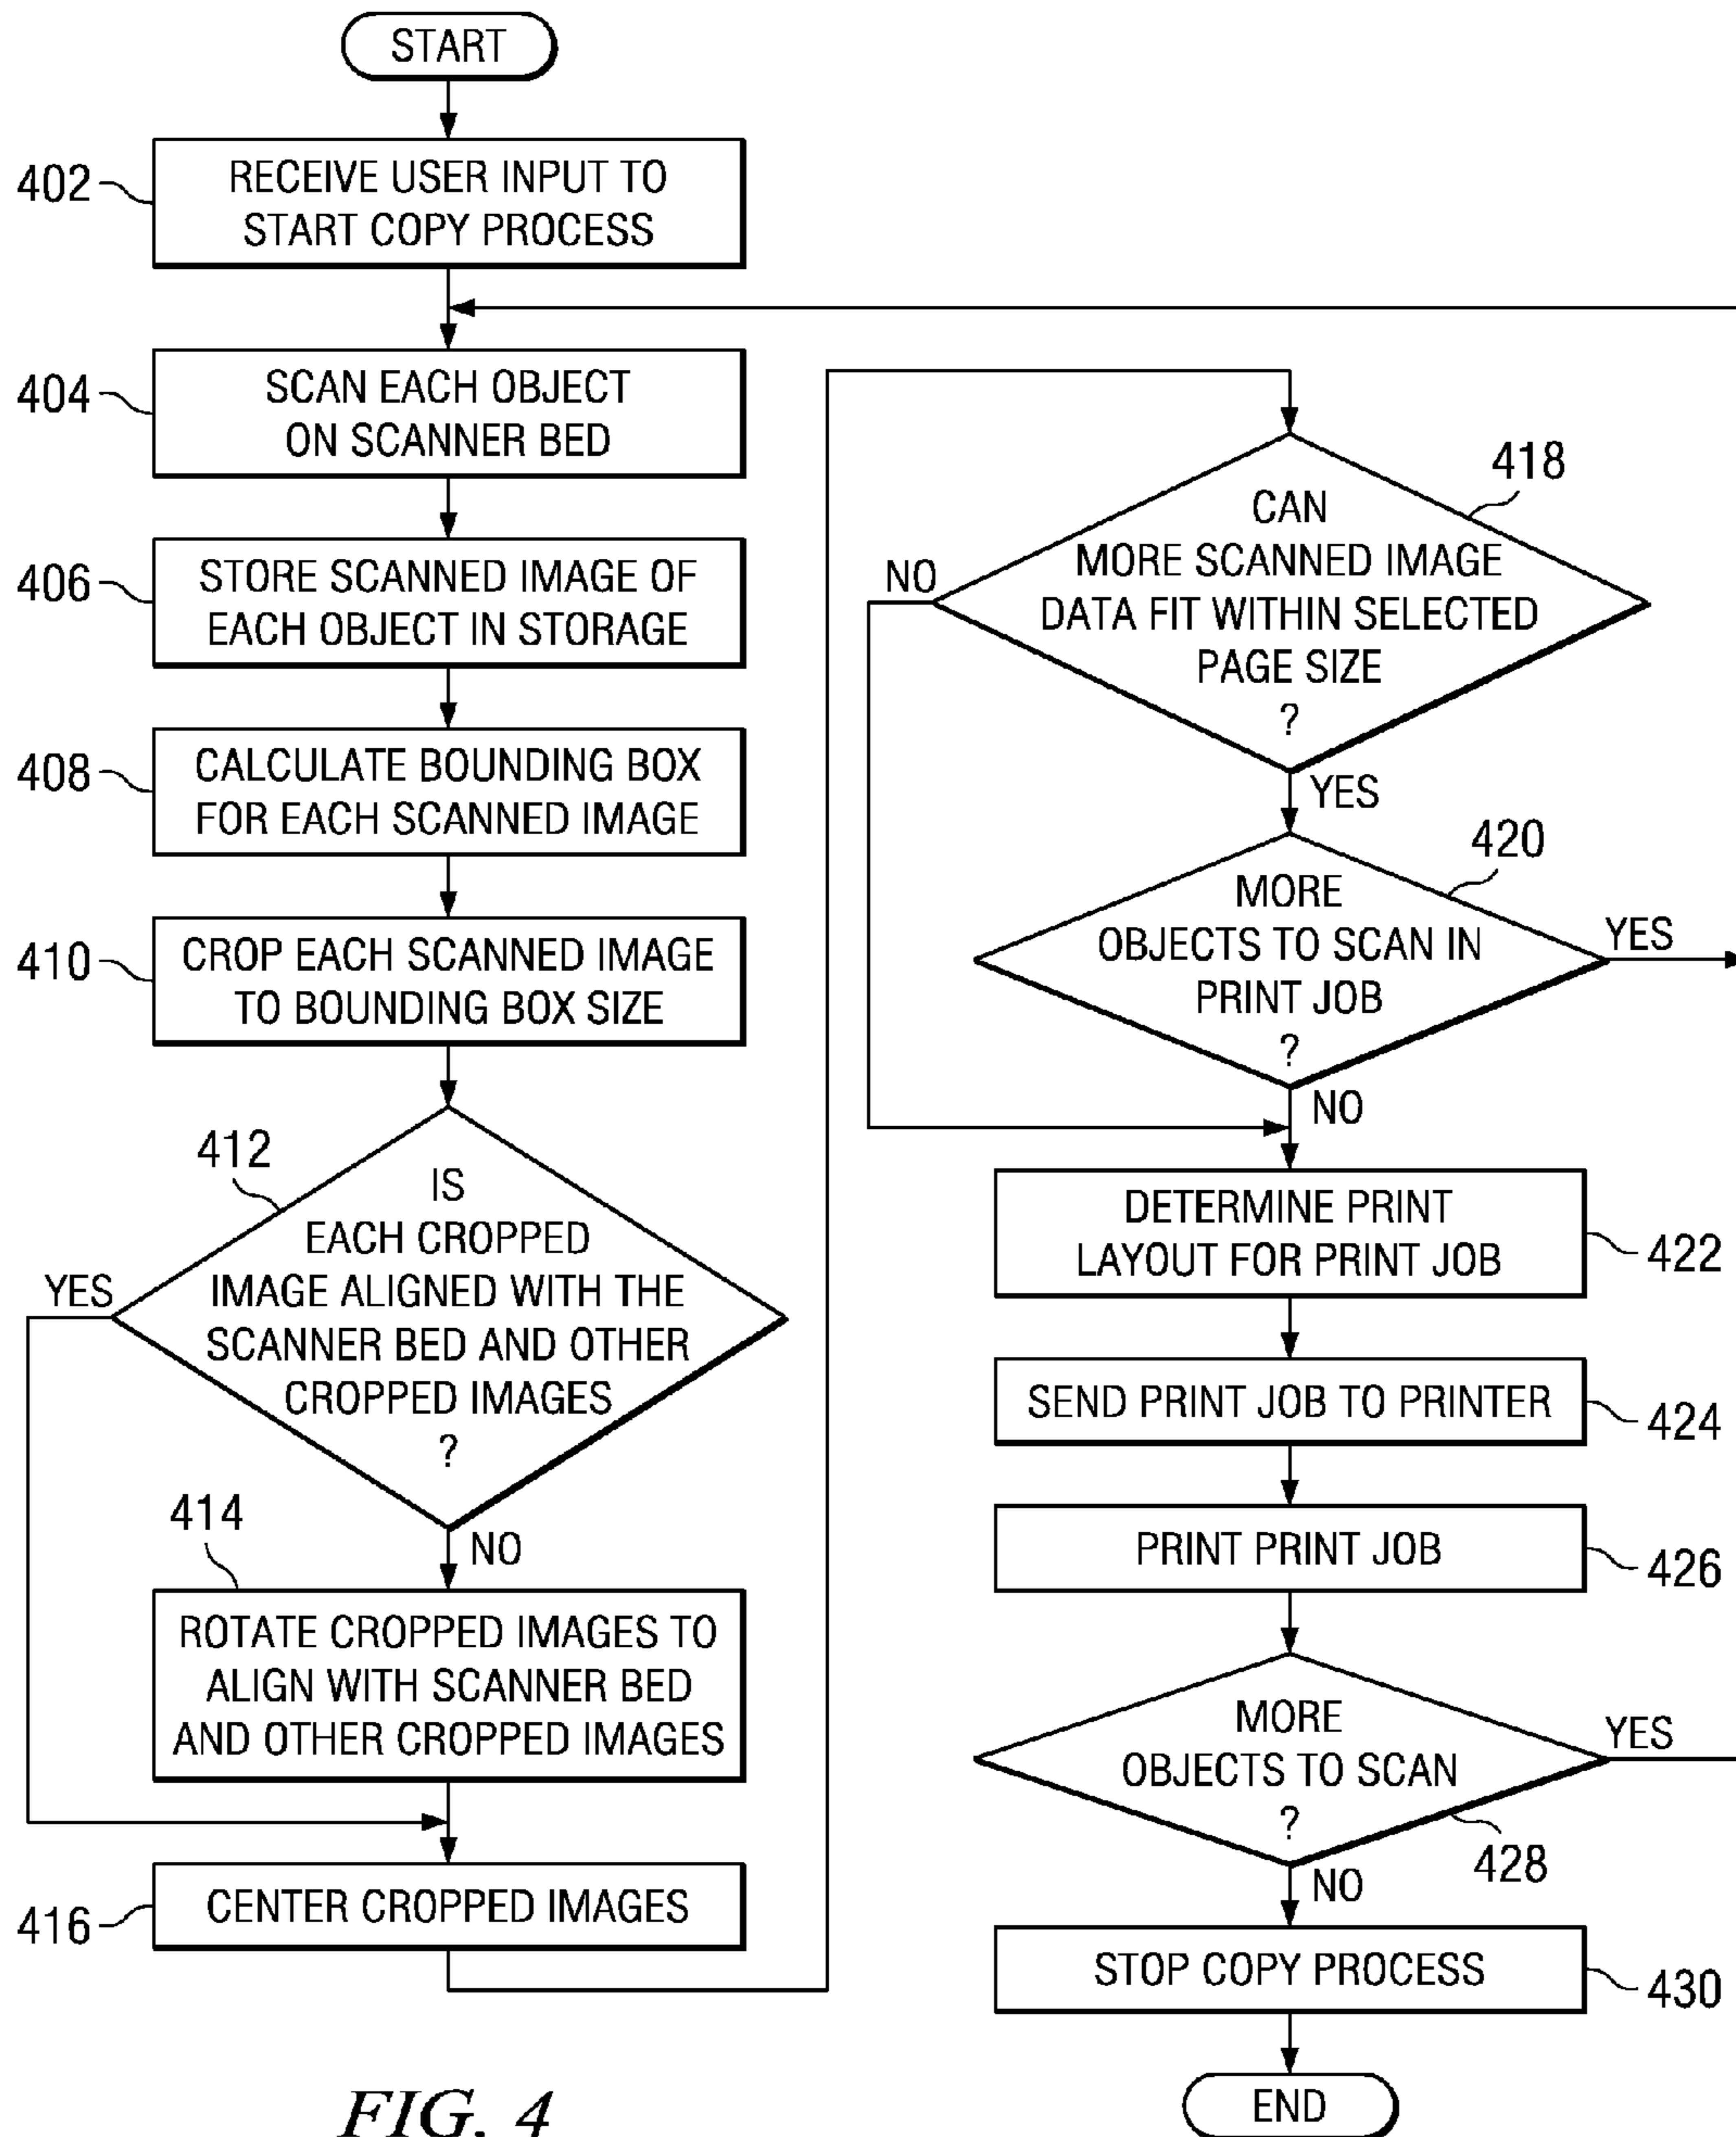 START
402
RECEIVE USER INPUT TO
START COPY PROCESS
404
SCAN EACH OBJECT
ON SCANNER BED
406
STORE SCANNED IMAGE OF
EACH OBJECT IN STORAGE
408
CALCULATE BOUNDING BOX
FOR EACH SCANNED IMAGE
410
CROP EACH SCANNED IMAGE
TO BOUNDING BOX SIZE
412
IS
EACH CROPPED
IMAGE ALIGNED WITH THE
SCANNER BED AND OTHER
CROPPED IMAGES
?
YES
NO
414
ROTATE CROPPED IMAGES TO
ALIGN WITH SCANNER BED
AND OTHER CROPPED IMAGES
416
CENTER CROPPED IMAGES
418
CAN
MORE SCANNED IMAGE
DATA FIT WITHIN SELECTED
PAGE SIZE
?
NO
YES
420
MORE
OBJECTS TO SCAN IN
PRINT JOB
?
YES
NO
DETERMINE PRINT
LAYOUT FOR PRINT JOB
422
SEND PRINT JOB TO PRINTER
424
PRINT PRINT JOB
426
MORE
OBJECTS TO SCAN
?
YES
428
NO
STOP COPY PROCESS
430
END
FIG. 4